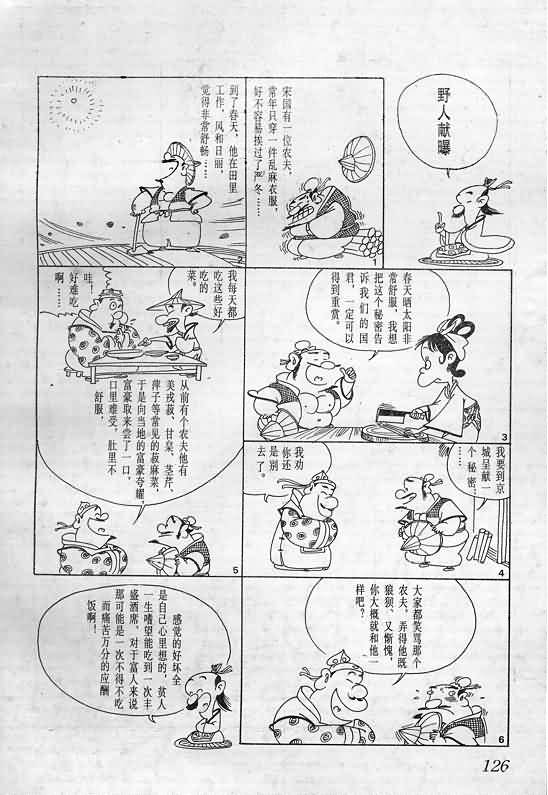 野人献曝
宋国有一位农夫，
常年只穿一件乱麻衣服，
好不容易挨过了严冬……
1
到了春天，他在田里
工作，风和日丽，
觉得非常舒畅……
2
春天晒太阳非
常舒服，我想
把这个秘密告
诉我们的国
君，一定可以
得到重赏。
3
我要到京
城呈献一
个秘密…
我劝
你还
是别
去了。
4
我每天都
吃这些好
吃的
菜。
哇！
好难吃
啊……
从前有个农夫他有
美戎菽、甘枲、茎芹、
萍子等常见的菽麻菜，
于是向当地的富豪夸耀，
富豪取来尝了一口，
口里难受，肚里不
舒服，
5
大家都笑骂那个
农夫，弄得他既
狼狈、又惭愧，
你大概就和他一
样吧？
6
感觉的好坏全
是自己心里想的，贫人
一生嗜望能吃到一次丰
盛酒席，对于富人来说
那可能是一次不得不吃
而痛苦万分的应酬
饭啊！
126